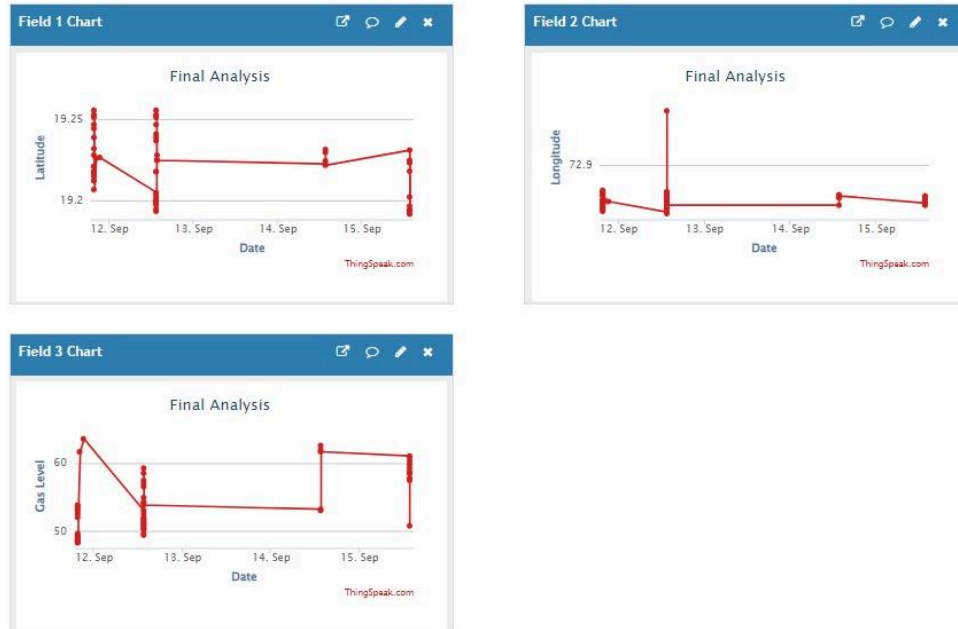 Field 1 Chart
Final Analysis
Latitude
19.25
19.2
12. Sep 13. Sep 14. Sep 15. Sep
Date
ThingSpeak.com
Field 2 Chart
Final Analysis
Longitude
72.9
12. Sep 13. Sep 14. Sep 15. Sep
Date
ThingSpeak.com
Field 3 Chart
Final Analysis
Gas Level
60
50
12. Sep 13. Sep 14. Sep 15. Sep
Date
ThingSpeak.com